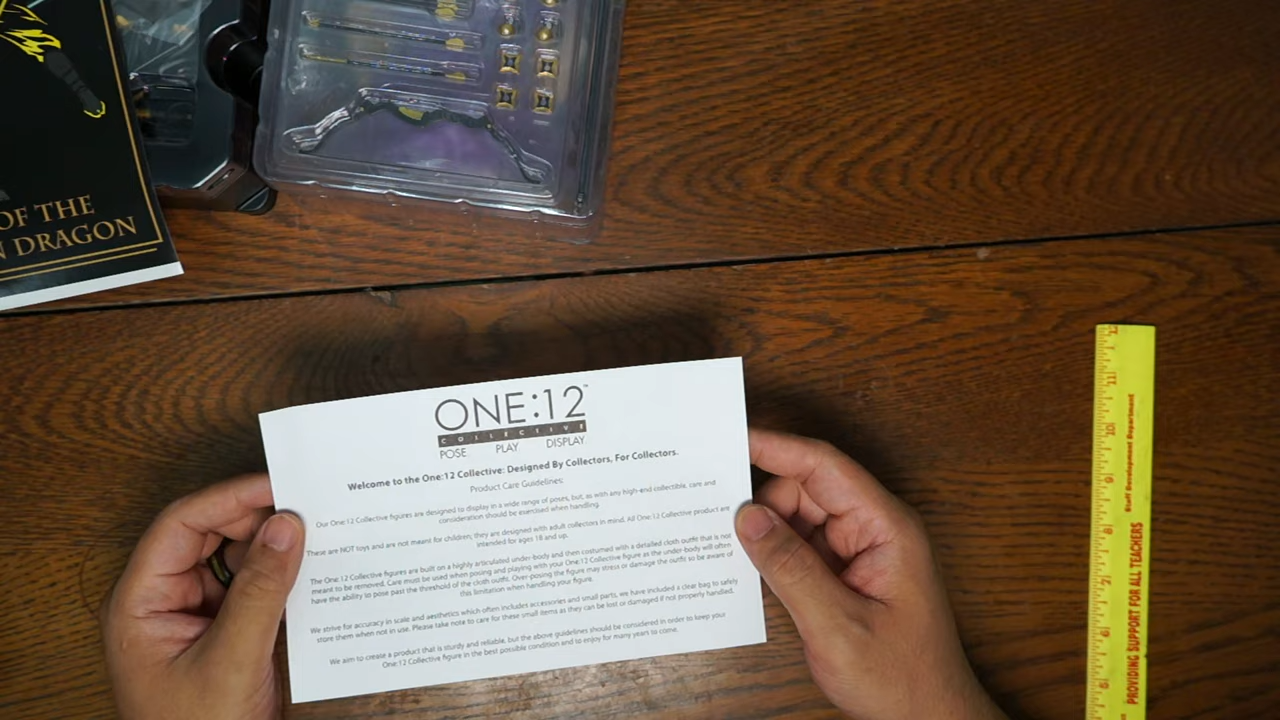 OF THE
N DRAGON
ONE:12™
COLLECTIVE
POSE PLAY DISPLAY
Welcome to the One:12 Collective: Designed By Collectors, For Collectors.
Product Care Guidelines:
Our One:12 Collective figures are designed to display in a wide range of poses, but, as with any high-end collectible, care and
consideration should be exercised when handling.
These are NOT toys and are not meant for children; they are designed with adult collectors in mind. All One:12 Collective product are
intended for ages 18 and up.
The One:12 Collective figures are built on a highly articulated under-body and then costumed with a detailed cloth outfit that is not
meant to be removed. Care must be used when posing and playing with your One:12 Collective figure as the under-body will often
have the ability to pose past the threshold of the cloth outfit. Over-posing the figure may stress or damage the outfit so be aware of
this limitation when handling your figure.
We strive for accuracy in scale and aesthetics which often includes accessories and small parts, we have included a clear bag to safely
store them when not in use. Please take note to care for these small items as they can be lost or damaged if not properly handled.
We aim to create a product that is sturdy and reliable, but the above guidelines should be considered in order to keep your
One:12 Collective figure in the best possible condition and to enjoy for many years to come.
12
11
10
9
8
7
6
5
Staff Development Department
PROVIDING SUPPORT FOR ALL TEACHERS